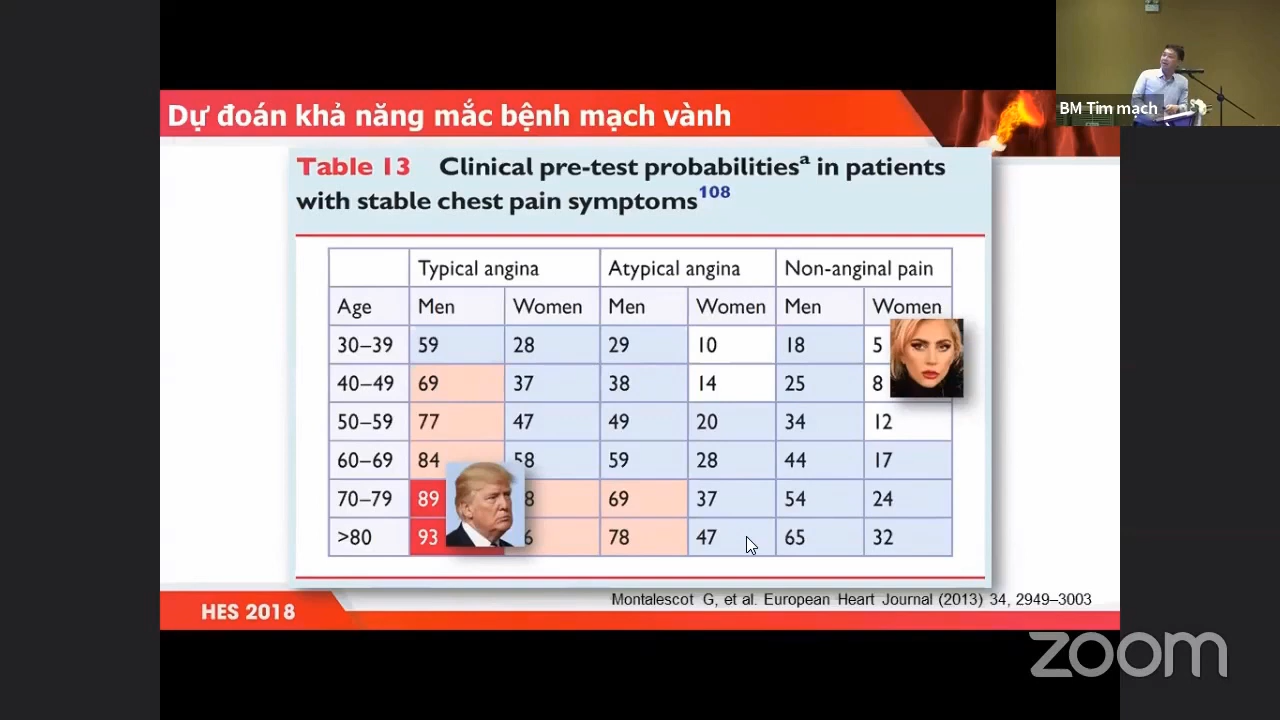 BM Tim mạch
Dự đoán khả năng mắc bệnh mạch vành
Table 13 Clinical pre-test probabilitiesa in patients
with stable chest pain symptoms108
Typical angina Atypical angina Non-anginal pain
Age Men Women Men Women Men Women
30–39 59 28 29 10 18 5
40–49 69 37 38 14 25 8
50–59 77 47 49 20 34 12
60–69 84 58 59 28 44 17
70–79 89 8 69 37 54 24
>80 93 6 78 47 65 32
Montalescot G, et al. European Heart Journal (2013) 34, 2949–3003
HES 2018
zoom